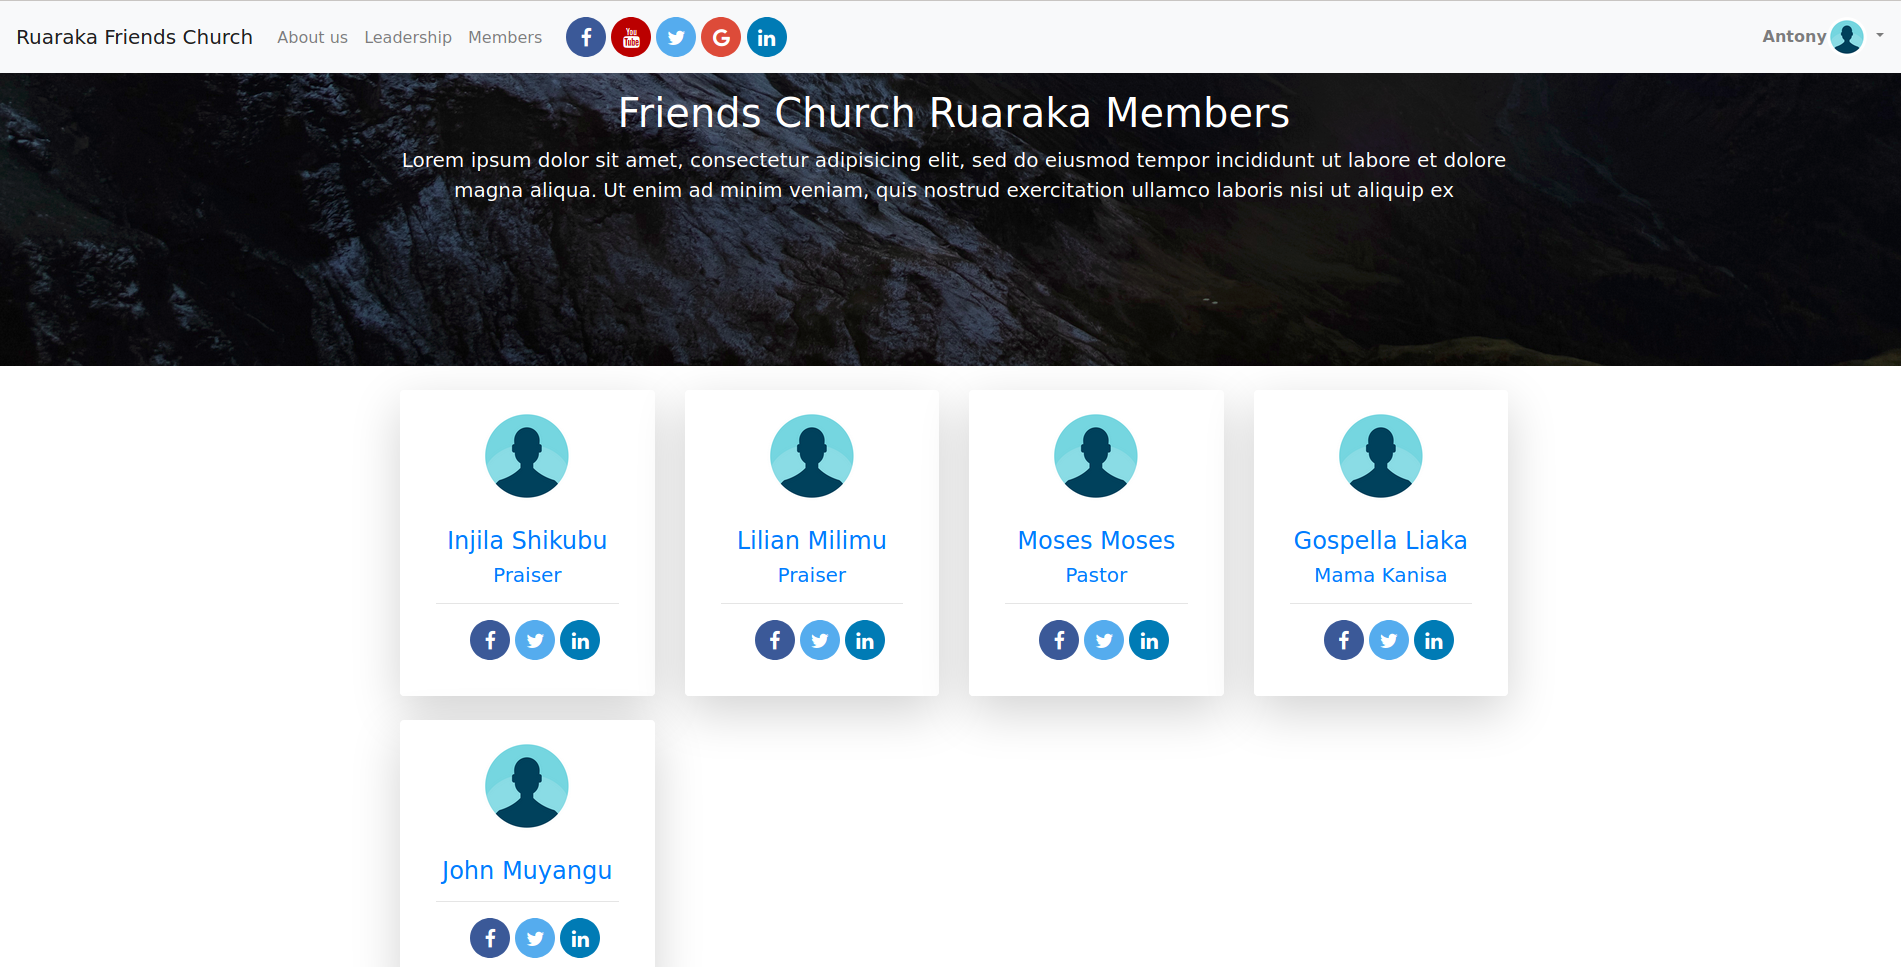 Ruaraka Friends Church
About us
Leadership
Members
You
Tube
in
Antony
Friends Church Ruaraka Members
Lorem ipsum dolor sit amet, consectetur adipisicing elit, sed do eiusmod tempor incididunt ut labore et dolore
magna aliqua. Ut enim ad minim veniam, quis nostrud exercitation ullamco laboris nisi ut aliquip ex
Injila Shikubu
Praiser
Lilian Milimu
Praiser
Moses Moses
Pastor
Gospella Liaka
Mama Kanisa
John Muyangu